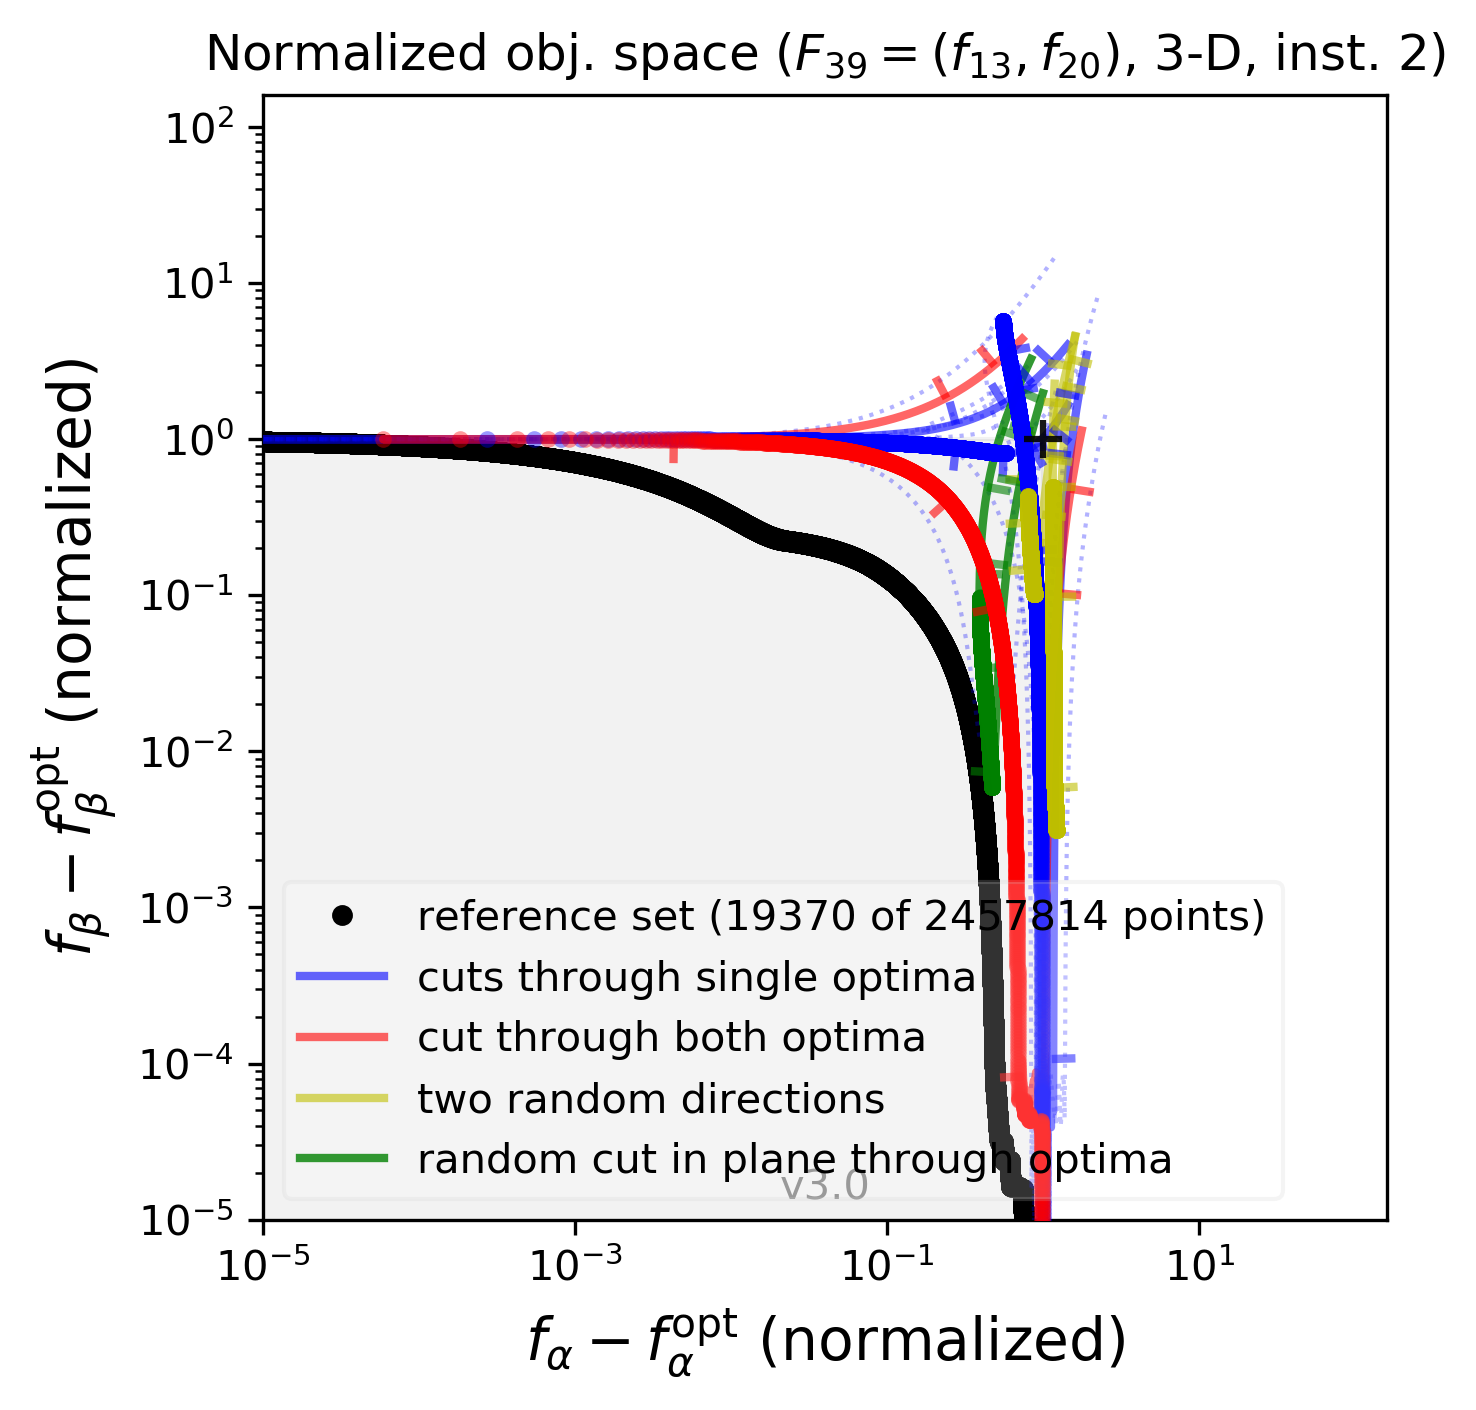 Normalized obj. space (F₃₉ = (f₁₃, f₂₀), 3-D, inst. 2)
10²
10¹
10⁰
10⁻¹
10⁻²
10⁻³
10⁻⁴
10⁻⁵
f_β − f_β^opt (normalized)
reference set (19370 of 2457814 points)
cuts through single optima
cut through both optima
two random directions
random cut in plane through optima
v3.0
10⁻⁵ 10⁻³ 10⁻¹ 10¹
f_α − f_α^opt (normalized)